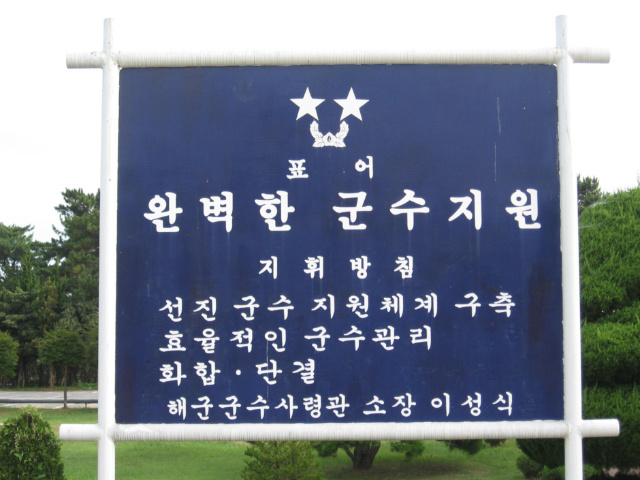 표 어
완벽한 군수지원
지휘방침
선진 군수 지원체계 구축
효율적인 군수관리
화합·단결
해군군수사령관 소장 이성식